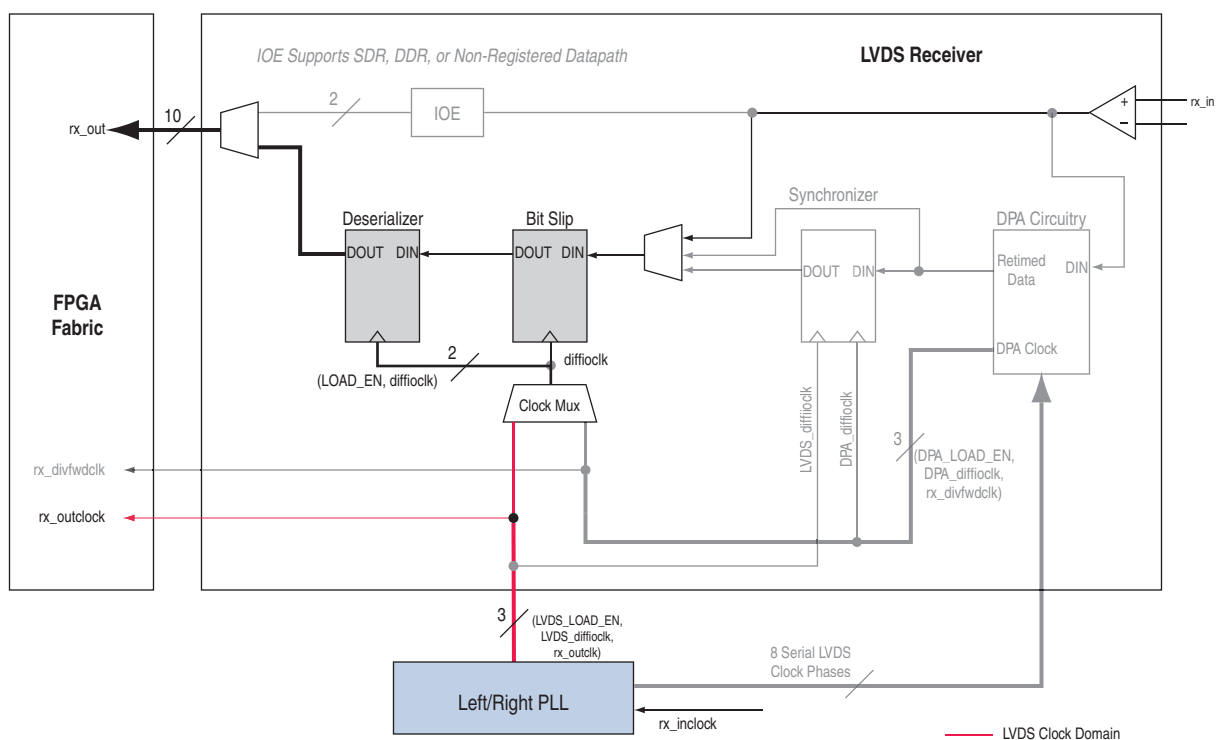 IOE Supports SDR, DDR, or Non-Registered Datapath
LVDS Receiver
rx_in
+
–
2
IOE
10
rx_out
Synchronizer
Deserializer
Bit Slip
DPA Circuitry
DOUT DIN
DOUT DIN
DOUT DIN
Retimed
Data
DIN
FPGA
Fabric
DPA Clock
2
diffioclk
(LOAD_EN, diffioclk)
Clock Mux
LVDS_diffiioclk
DPA_diffioclk
3
(DPA_LOAD_EN,
DPA_diffioclk,
rx_divfwdclk)
rx_divfwdclk
rx_outclock
3
(LVDS_LOAD_EN,
LVDS_diffioclk,
rx_outclk)
8 Serial LVDS
Clock Phases
Left/Right PLL
rx_inclock
LVDS Clock Domain